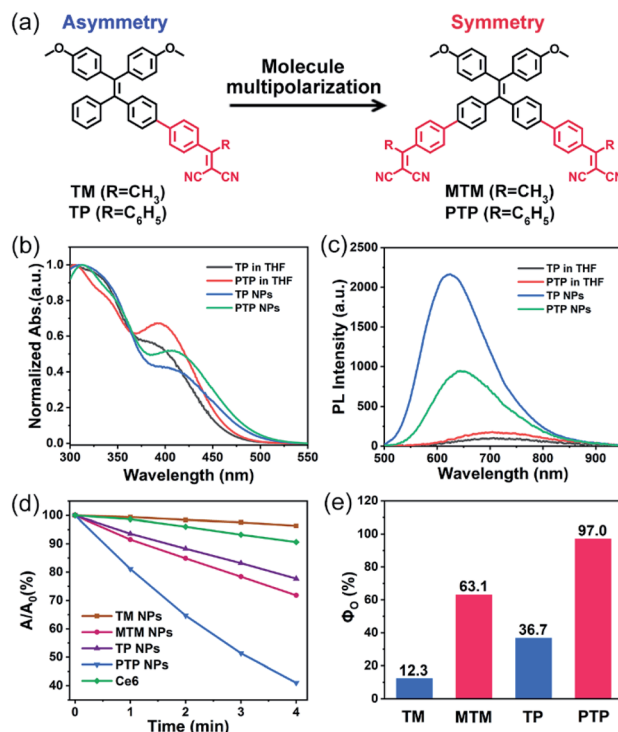 (a)
Asymmetry
Symmetry
Molecule
multipolarization
O
O
O
O
R
R
R
NC
CN
NC
CN
NC
CN
TM (R=CH₃)
TP (R=C₆H₅)
MTM (R=CH₃)
PTP (R=C₆H₅)
(b)
Normalized Abs.(a.u.)
1.0
0.8
0.6
0.4
0.2
0.0
TP in THF
PTP in THF
TP NPs
PTP NPs
300
350
400
450
500
550
Wavelength (nm)
(c)
PL Intensity (a.u.)
2500
2000
1500
1000
500
0
TP in THF
PTP in THF
TP NPs
PTP NPs
500
600
700
800
900
Wavelength (nm)
(d)
A/A₀(%)
100
90
80
70
60
50
40
TM NPs
MTM NPs
TP NPs
PTP NPs
Ce6
0
1
2
3
4
Time (min)
(e)
Φ_O (%)
120
100
80
60
40
20
0
12.3
63.1
36.7
97.0
TM
MTM
TP
PTP